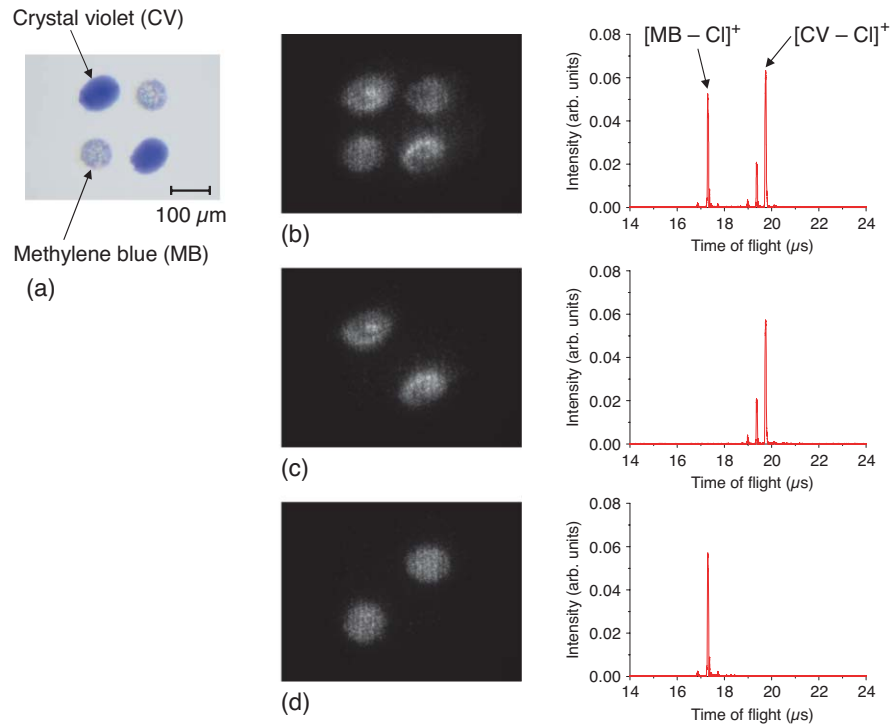 Crystal violet (CV)
100 µm
Methylene blue (MB)
(a)
(b)
[MB – Cl]+
[CV – Cl]+
Intensity (arb. units)
0.08
0.06
0.04
0.02
0.00
14 16 18 20 22 24
Time of flight (µs)
(c)
Intensity (arb. units)
0.08
0.06
0.04
0.02
0.00
14 16 18 20 22 24
Time of flight (µs)
(d)
Intensity (arb. units)
0.08
0.06
0.04
0.02
0.00
14 16 18 20 22 24
Time of flight (µs)